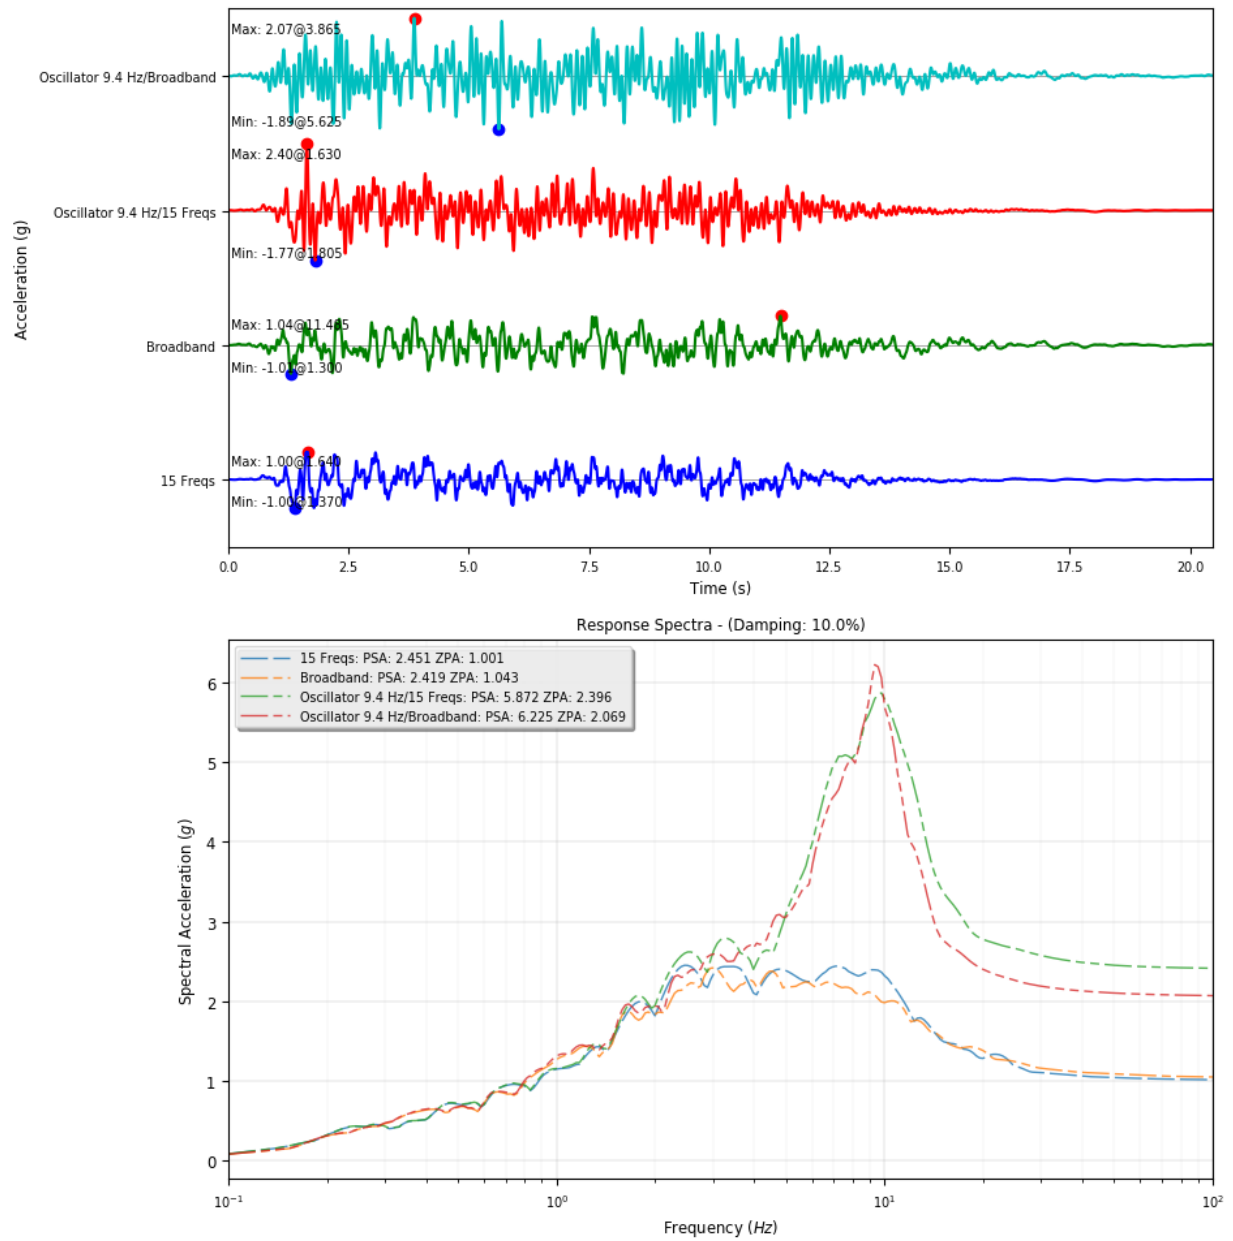 Max: 2.07@3.865
Oscillator 9.4 Hz/Broadband
Min: -1.89@5.625
Max: 2.40@1.630
Oscillator 9.4 Hz/15 Freqs
Min: -1.77@1.805
Acceleration (g)
Max: 1.04@11.485
Broadband
@1.300
Max: 1.00@1.640
15 Freqs
Min: -1.00@1.370
0.0 2.5 5.0 7.5 10.0 12.5 15.0 17.5 20.0
Time (s)
Response Spectra - (Damping: 10.0%)
15 Freqs: PSA: 2.451 ZPA: 1.001
Broadband: PSA: 2.419 ZPA: 1.043
Oscillator 9.4 Hz/15 Freqs: PSA: 5.872 ZPA: 2.396
Oscillator 9.4 Hz/Broadband: PSA: 6.225 ZPA: 2.069
6
5
4
3
2
1
0
Spectral Acceleration (g)
10⁻¹ 10⁰ 10¹ 10²
Frequency (Hz)